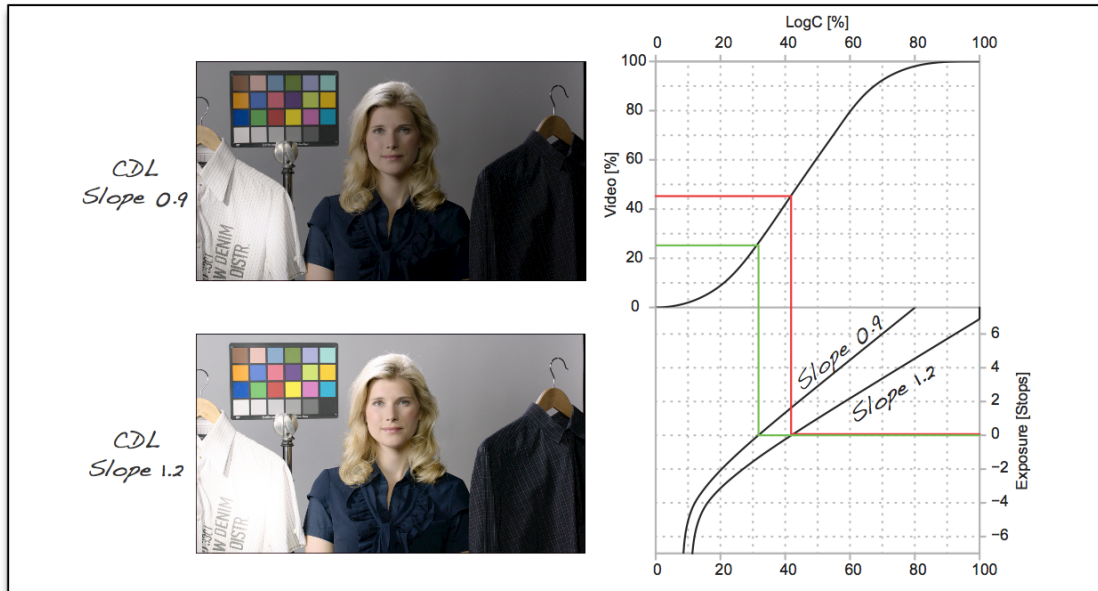 LogC [%]
0 20 40 60 80 100
100
80
60
40
20
0
Video [%]
CDL
Slope 0.9
W DENIM
DISTR.
Slope 0.9
Slope 1.2
6
4
2
0
−2
−4
−6
Exposure [Stops]
CDL
Slope 1.2
W DENIM
DISTR.
0 20 40 60 80 100